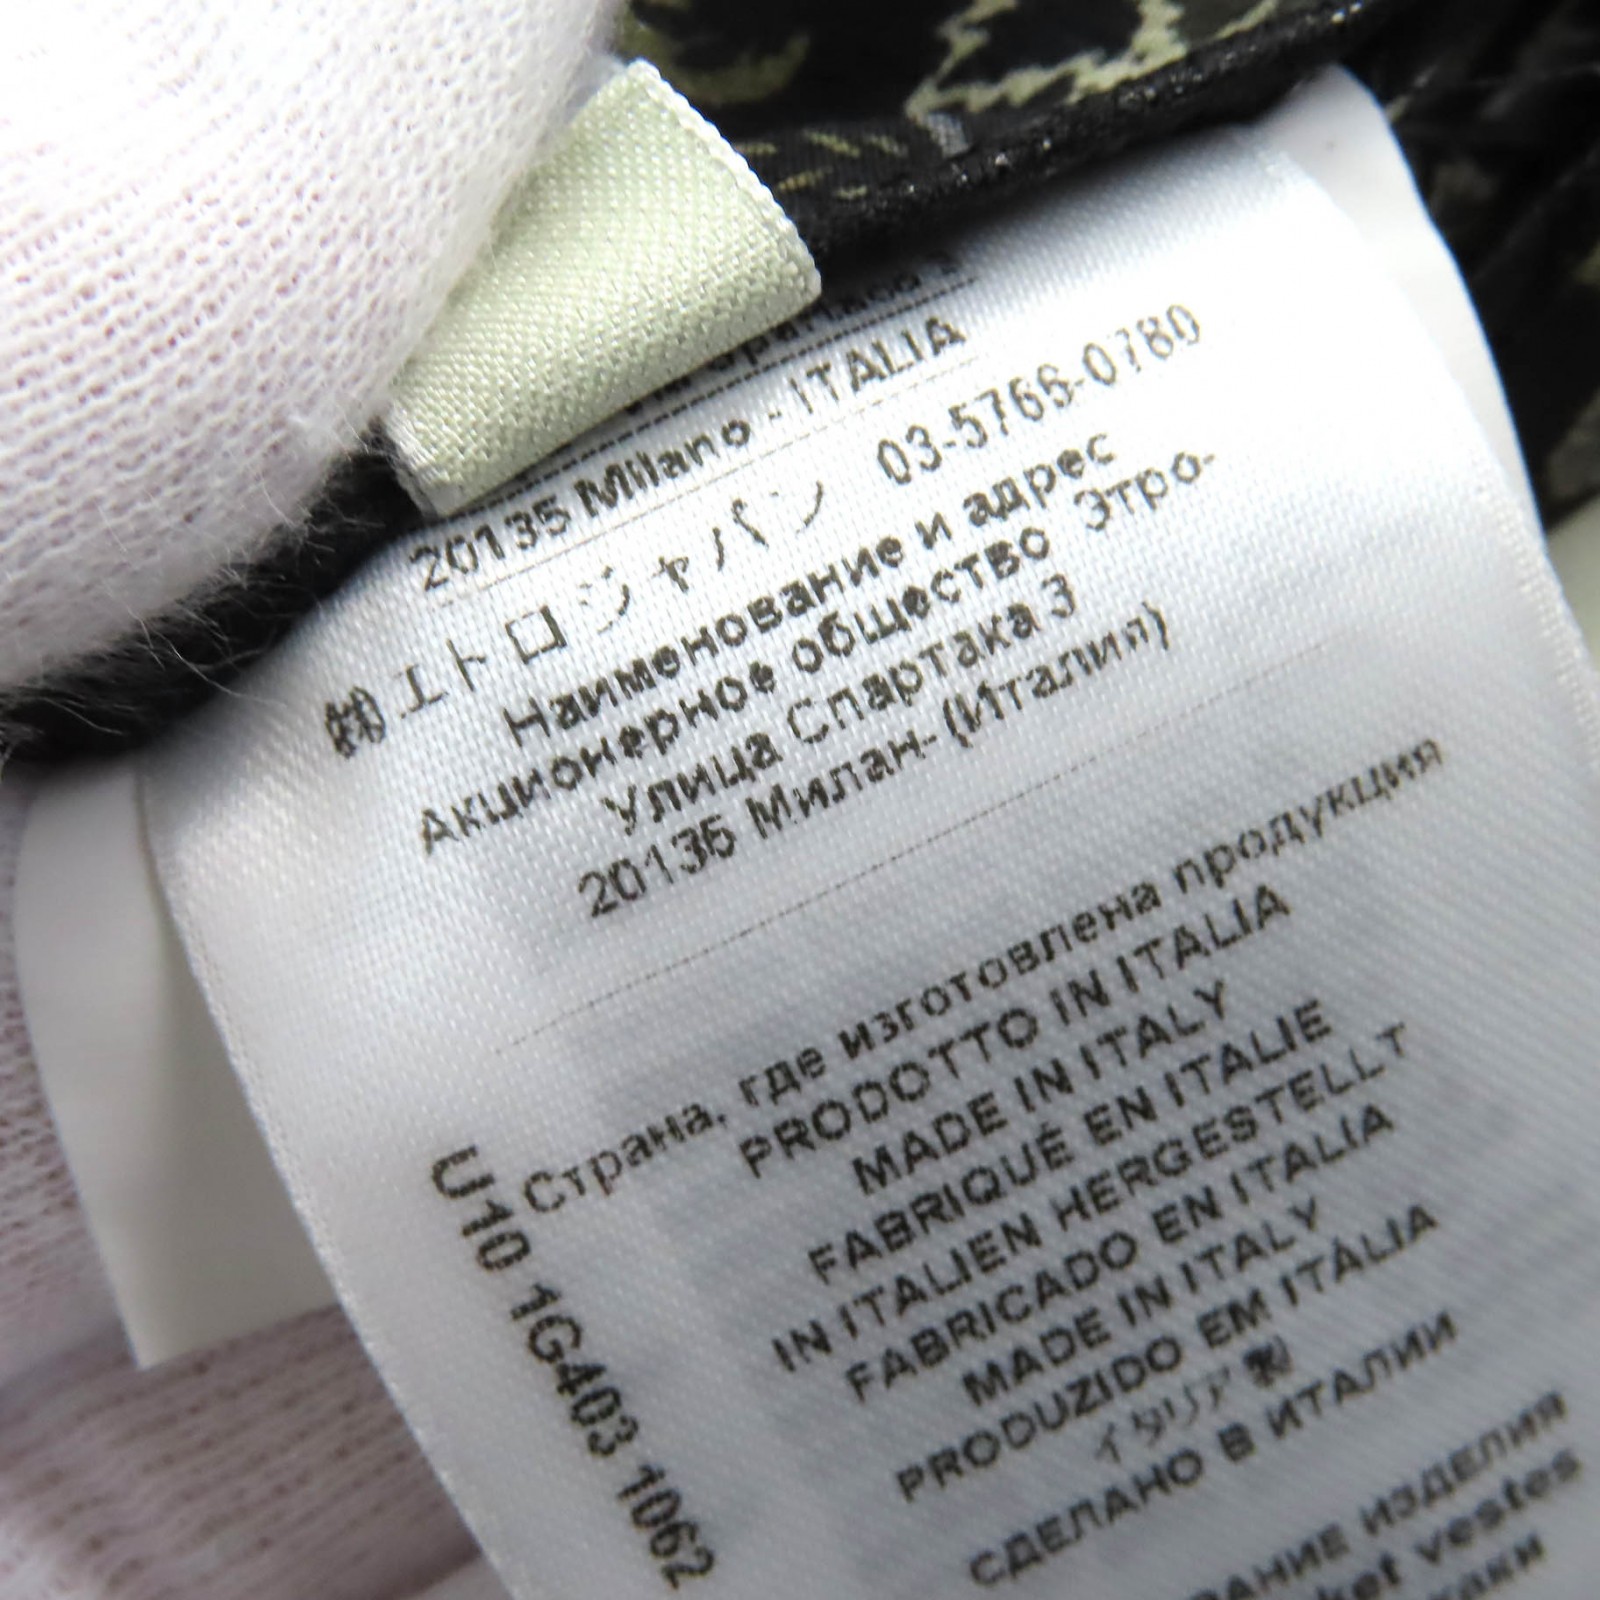 20135 Milano - ITALIA
㈱エトロジャパン 03-5766-0780
Наименование и адрес
Акционерное общество Этро-
Улица Спартака 3
20135 Милан-(Италия)
Страна, где изготовлена продукция
PRODOTTO IN ITALIA
MADE IN ITALY
FABRIQUÉ EN ITALIE
IN ITALIEN HERGESTELLT
FABRICADO EN ITALIA
MADE IN ITALY
PRODUZIDO EM ITÁLIA
イタリア製
СДЕЛАНО В ИТАЛИИ
ИЗДЕЛИЯ
vestes
U10 1G403 1062